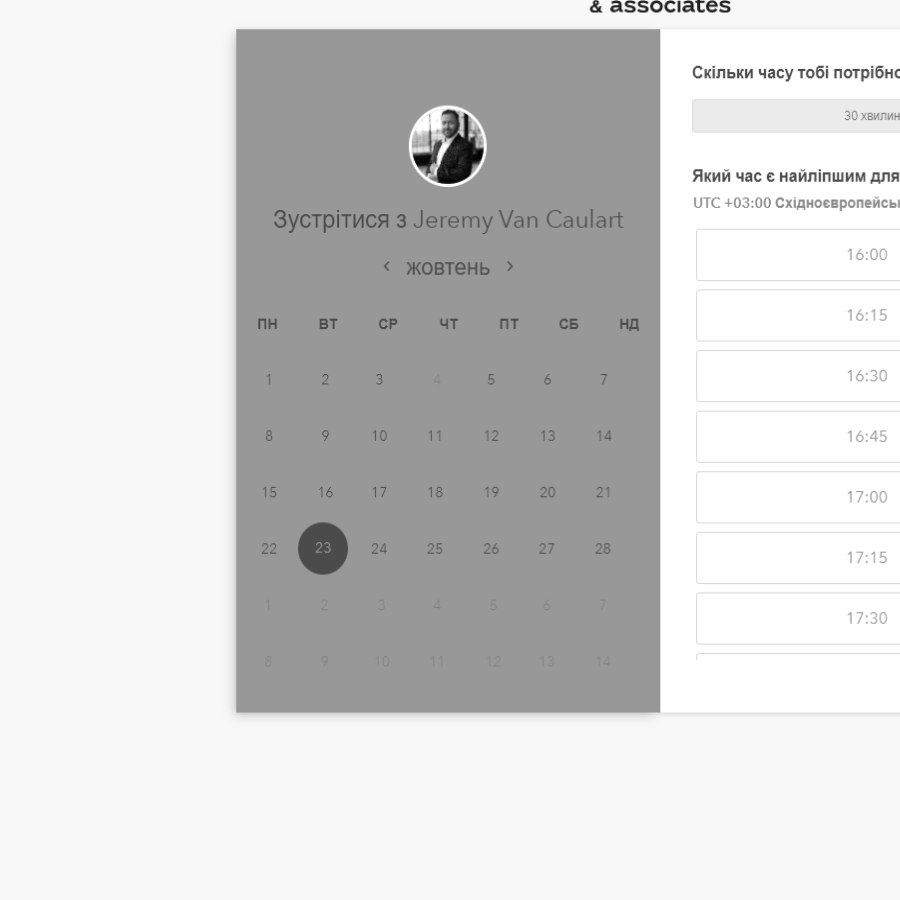 & associates
Зустрітися з Jeremy Van Caulart
‹ жовтень ›
ПН ВТ СР ЧТ ПТ СБ НД
1 2 3 4 5 6 7
8 9 10 11 12 13 14
15 16 17 18 19 20 21
22 23 24 25 26 27 28
1 2 3 4 5 6 7
8 9 10 11 12 13 14
Скільки часу тобі потрібно
30 хвилин
Який час є найліпшим для
UTC +03:00 Східноєвропейсь
16:00
16:15
16:30
16:45
17:00
17:15
17:30